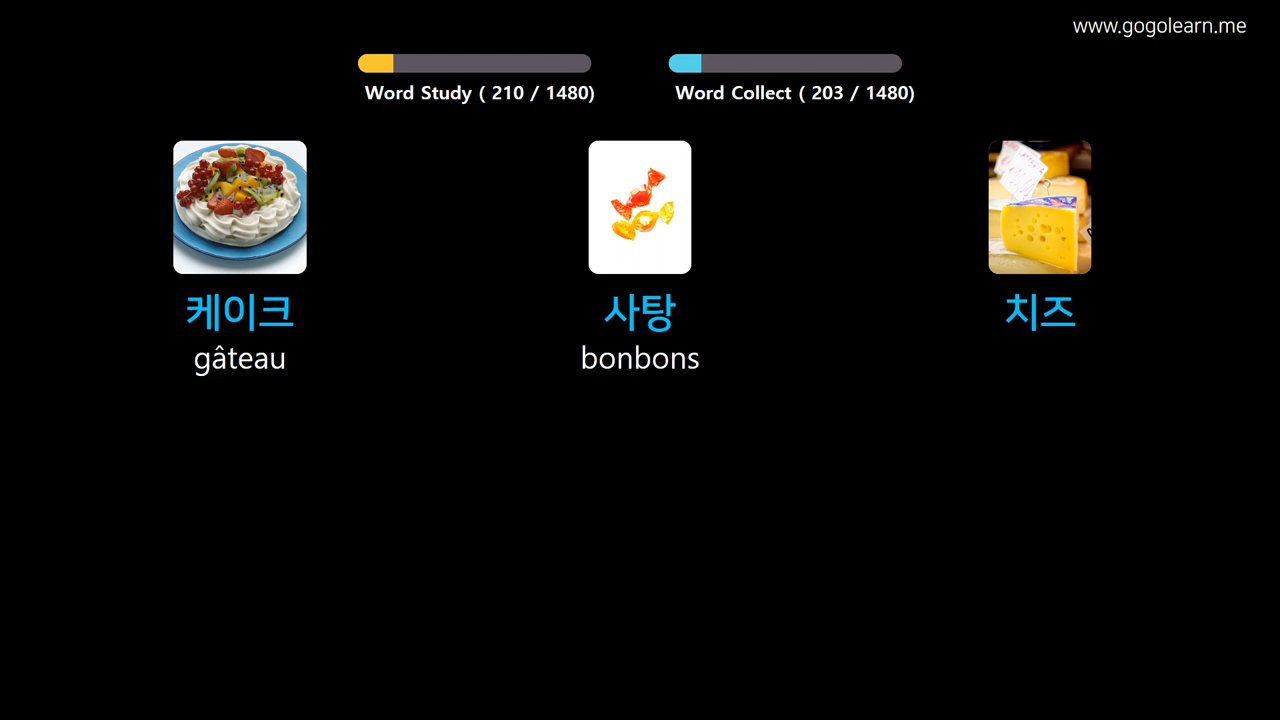 www.gogolearn.me
Word Study ( 210 / 1480)
Word Collect ( 203 / 1480)
케이크
사탕
치즈
gâteau
bonbons